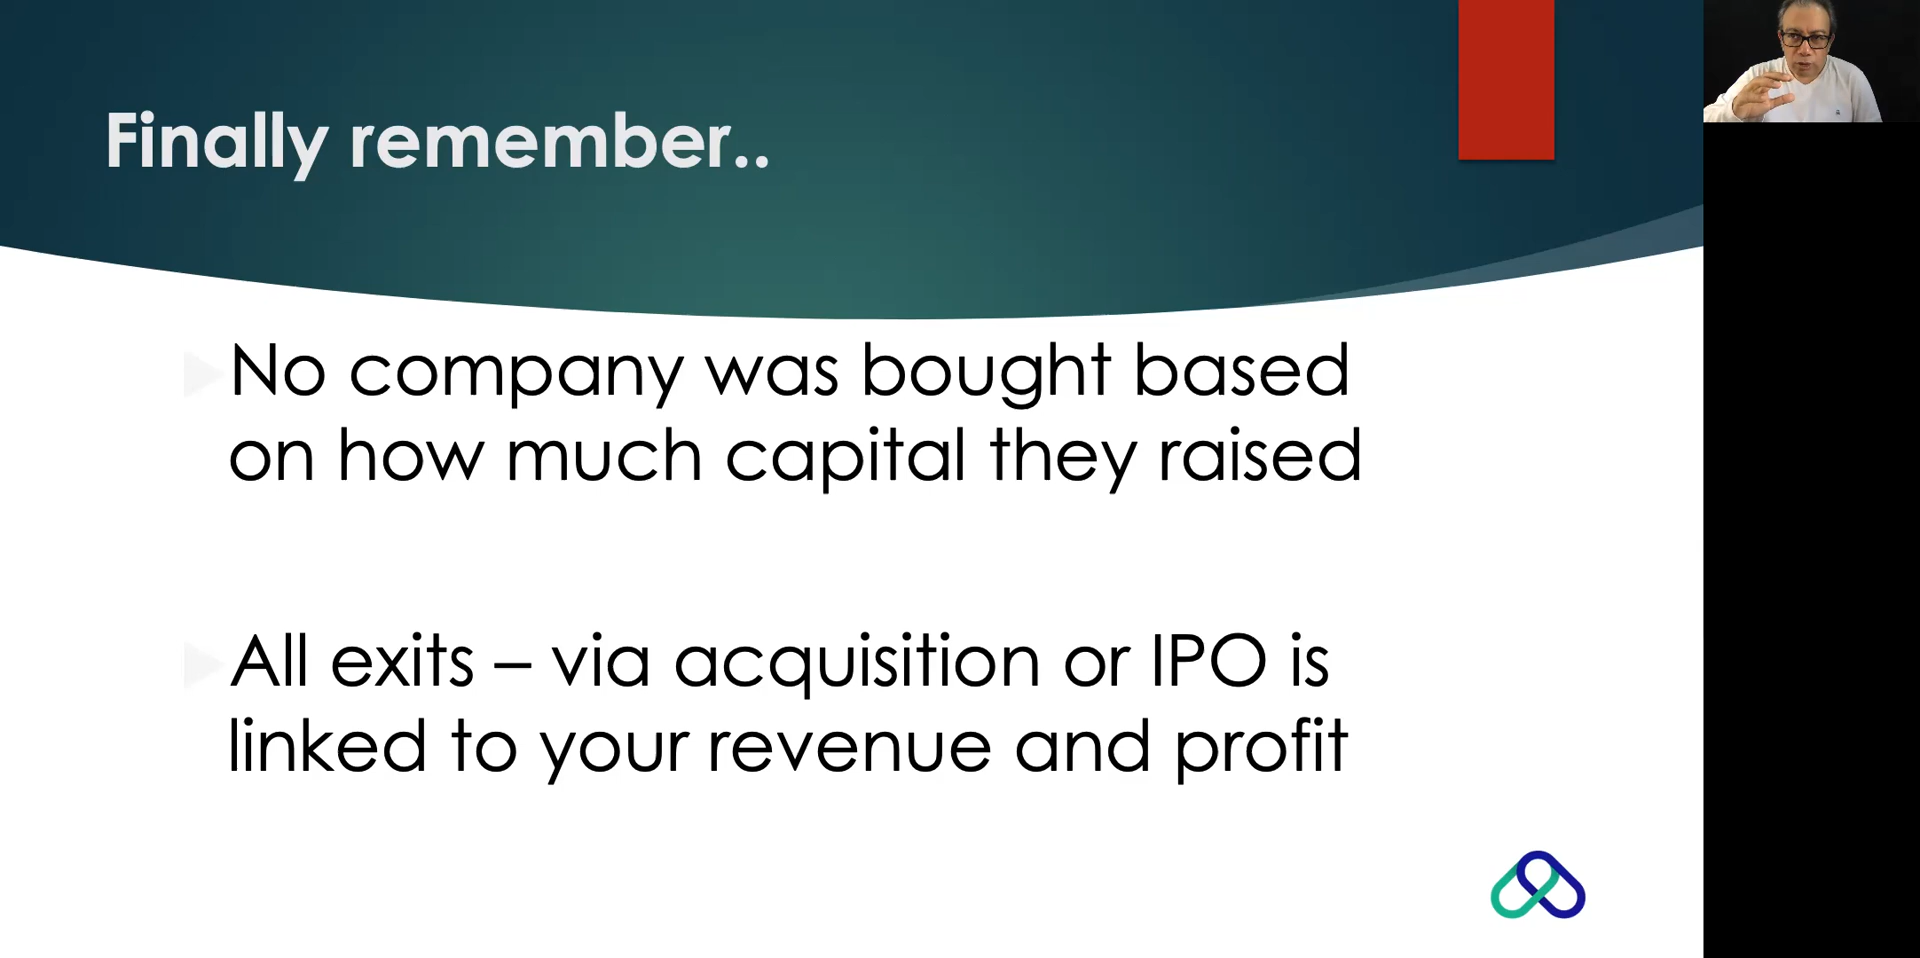 Finally remember..
No company was bought based
on how much capital they raised
All exits – via acquisition or IPO is
linked to your revenue and profit